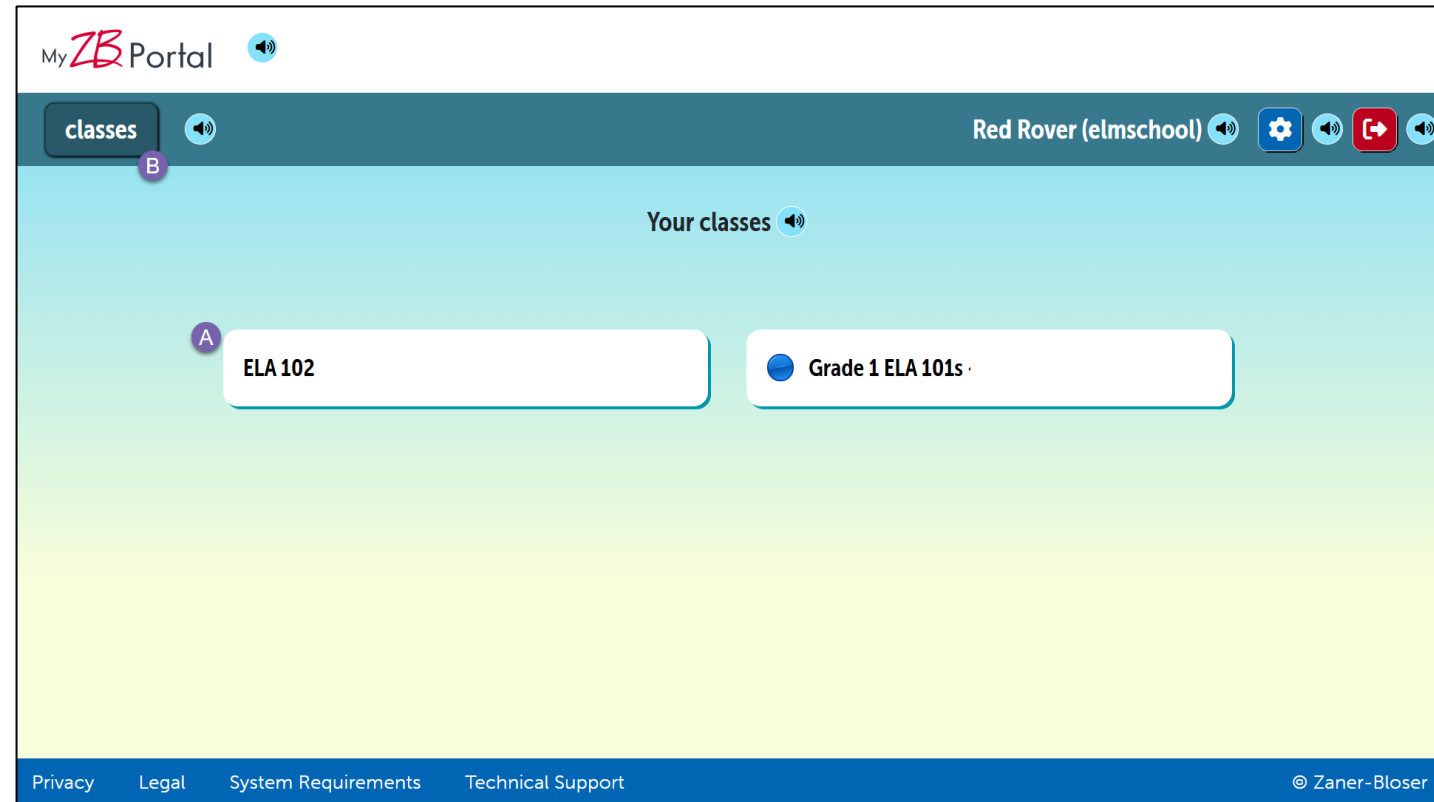 My ZB Portal
classes
Red Rover (elmschool)
B
Your classes
A
ELA 102
Grade 1 ELA 101s ·
Privacy Legal System Requirements Technical Support © Zaner-Bloser